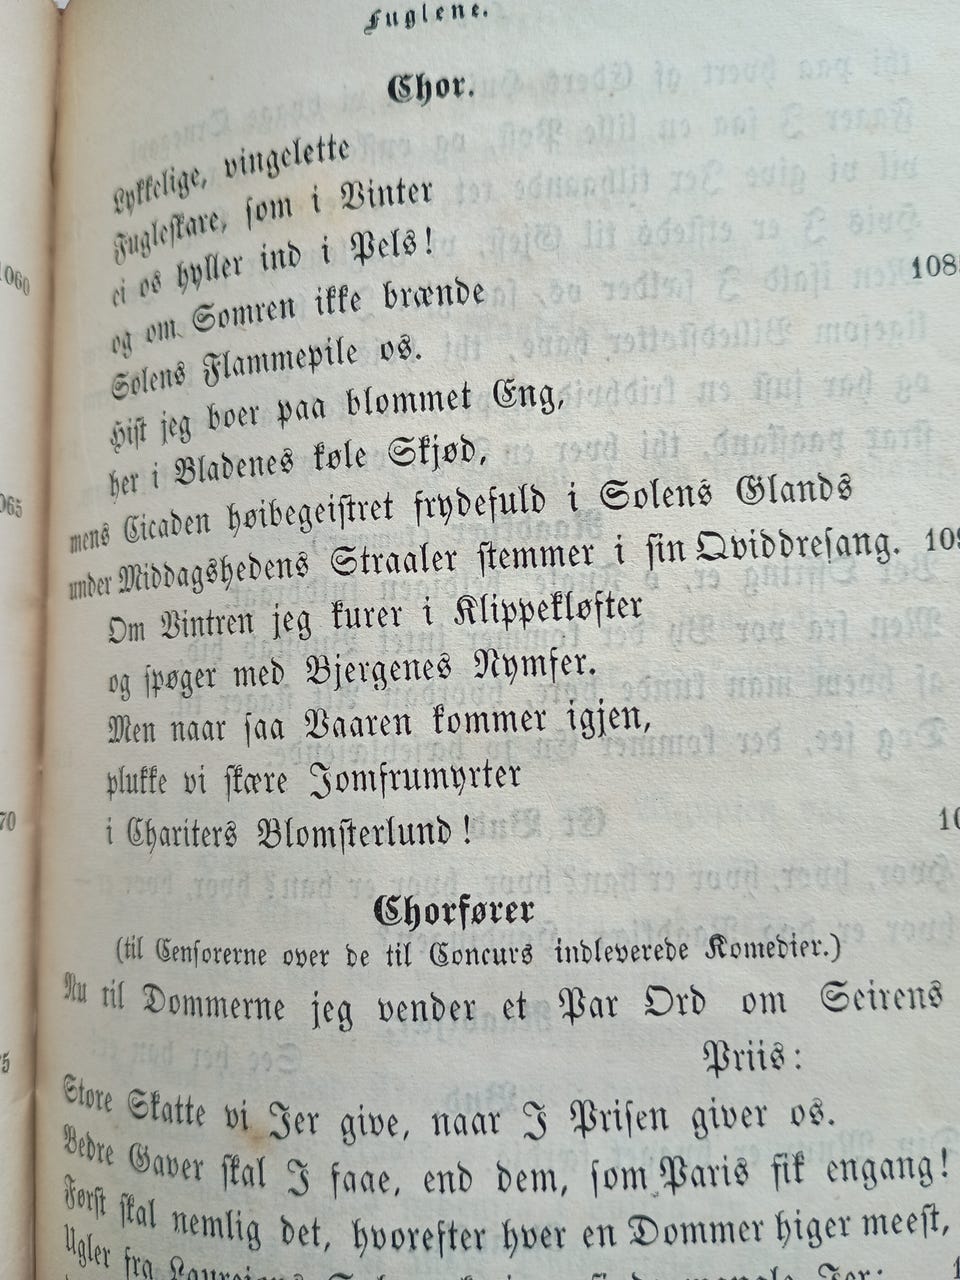 Fuglene.
Chor.
Lykkelige, vingelette
Fugleskare, som i Vinter
ei os hyller ind i Pels!
og om Somren ikke brænde
Solens Flammepile os.
Hist jeg boer paa blommet Eng,
her i Bladenes køle Skjød,
mens Cicaden høibegeistret frydefuld i Solens Glands
under Middagshedens Straaler stemmer i sin Qviddresang.
Om Vintren jeg kurer i Klippekløfter
og spøger med Bjergenes Nymfer.
Men naar saa Vaaren kommer igjen,
plukke vi skære Jomfrumyrter
i Chariters Blomsterlund!
Chorfører
(til Censorerne over de til Concurs indleverede Komedier.)
Nu til Dommerne jeg vender et Par Ord om Seirens
Priis:
Store Skatte vi Jer give, naar I Prisen giver os.
Bedre Gaver skal I faae, end dem, som Paris fik engang!
Først skal nemlig det, hvorefter hver en Dommer higer meest,
Ugler fra
1060